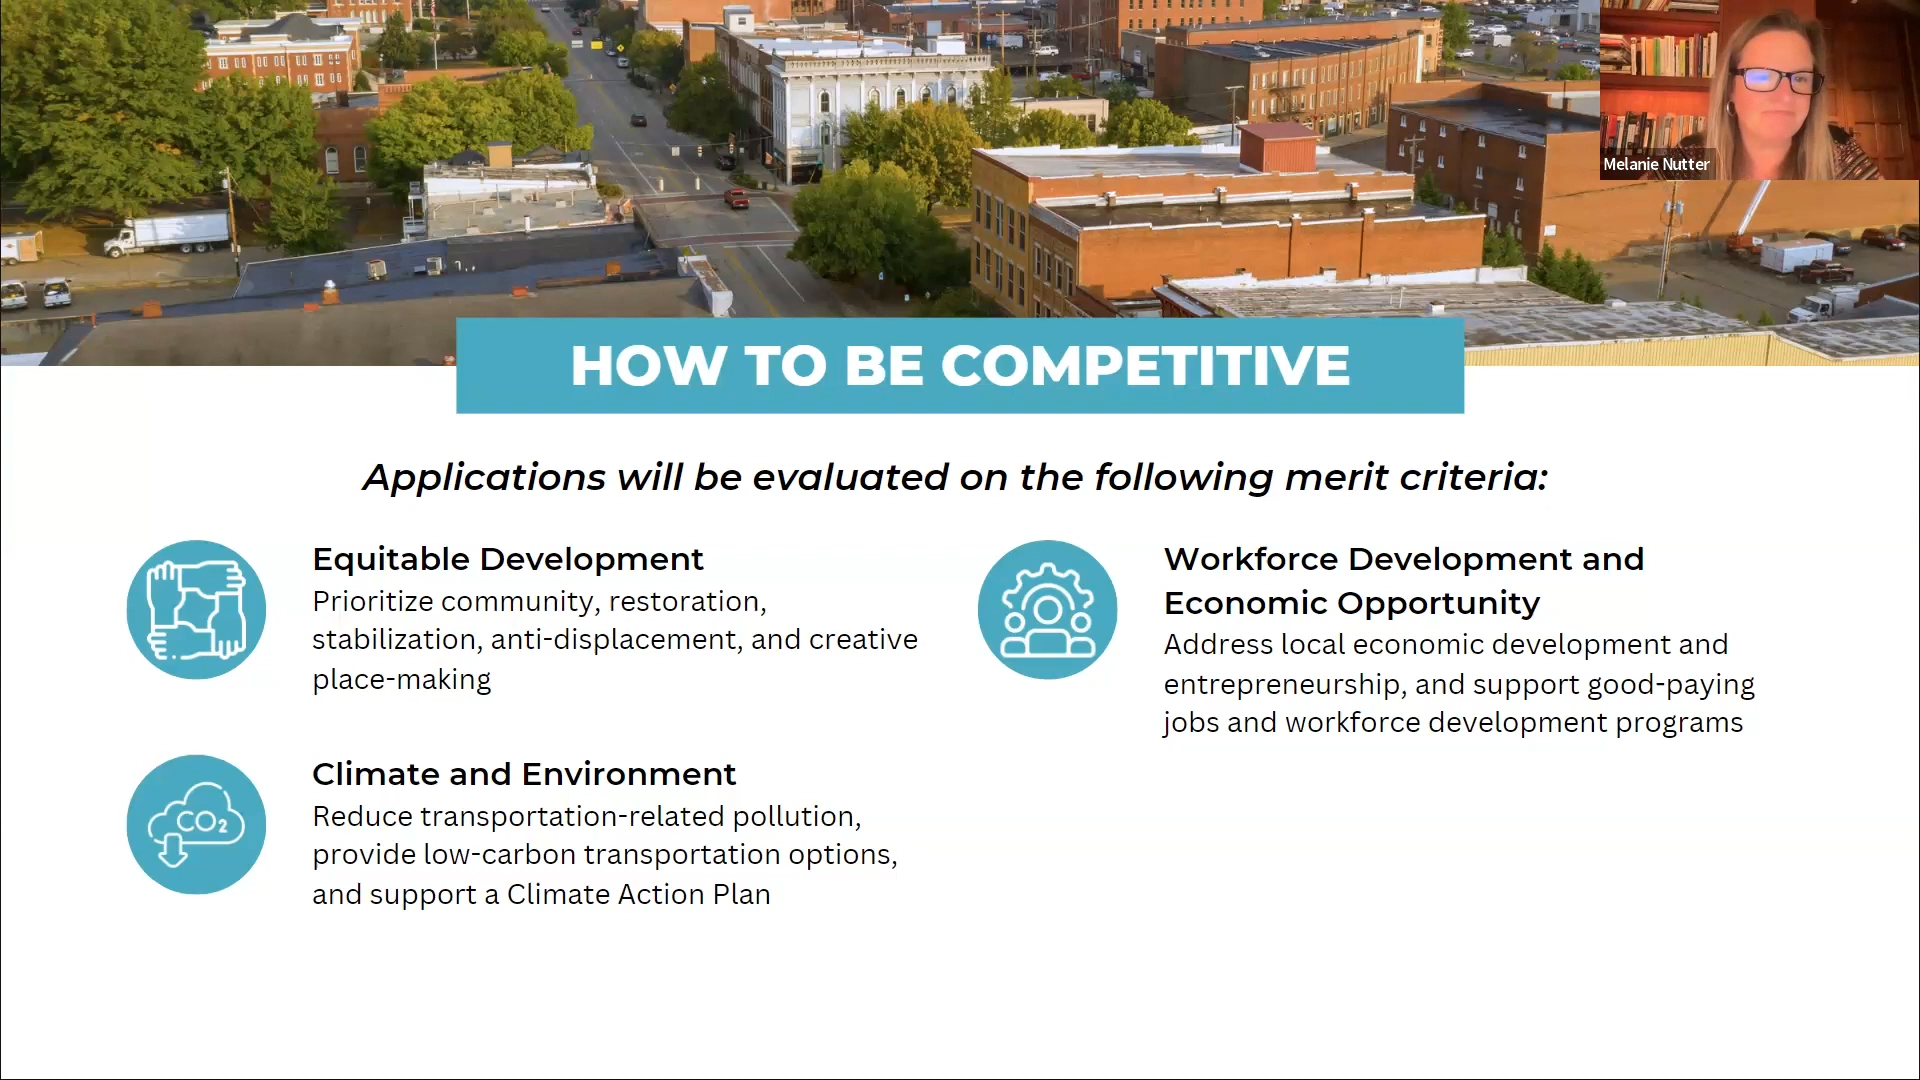 Melanie Nutter
HOW TO BE COMPETITIVE
Applications will be evaluated on the following merit criteria:
Equitable Development
Prioritize community, restoration,
stabilization, anti-displacement, and creative
place-making
Climate and Environment
CO2
Reduce transportation-related pollution,
provide low-carbon transportation options,
and support a Climate Action Plan
Workforce Development and
Economic Opportunity
Address local economic development and
entrepreneurship, and support good-paying
jobs and workforce development programs